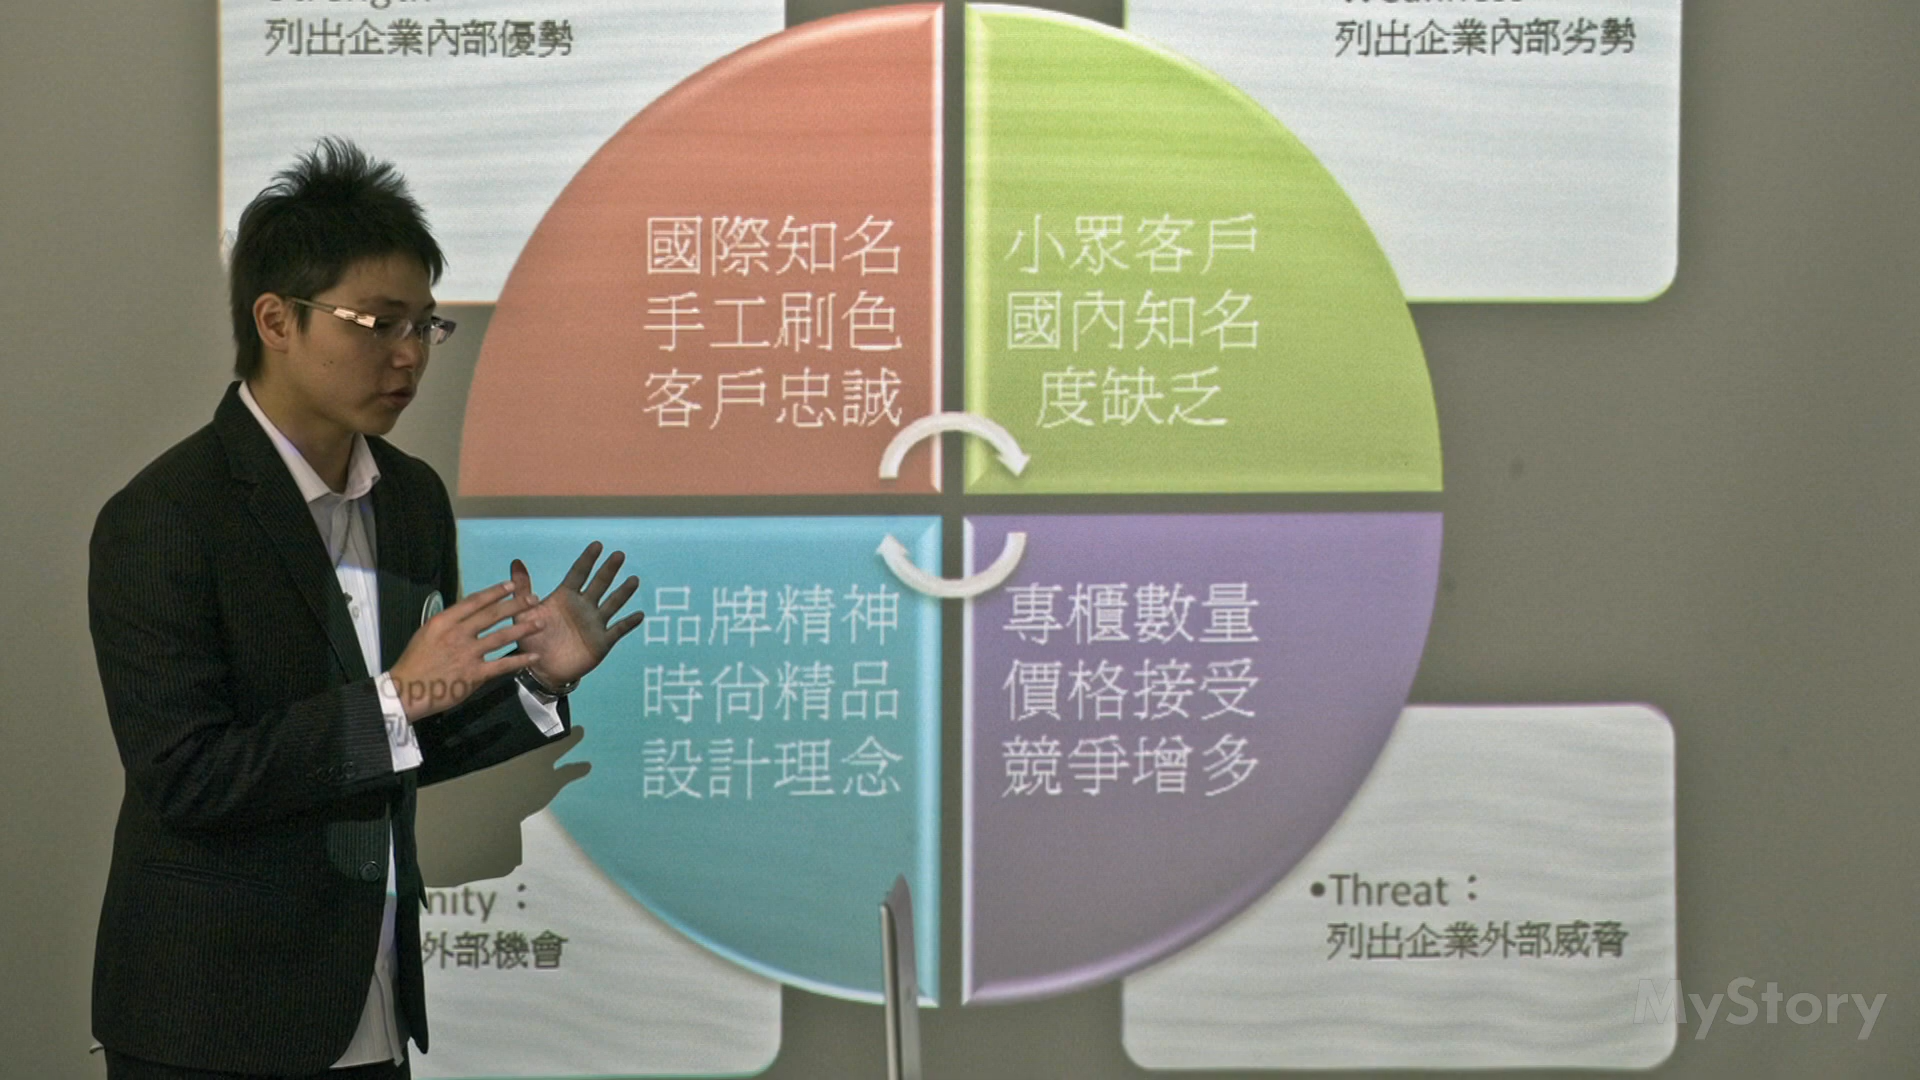 列出企業內部優勢
列出企業內部劣勢
國際知名
手工刷色
客戶忠誠
小眾客戶
國內知名
度缺乏
品牌精神
時尚精品
設計理念
專櫃數量
價格接受
競爭增多
Oppor
nity：
外部機會
•Threat：
列出企業外部威脅
MyStory